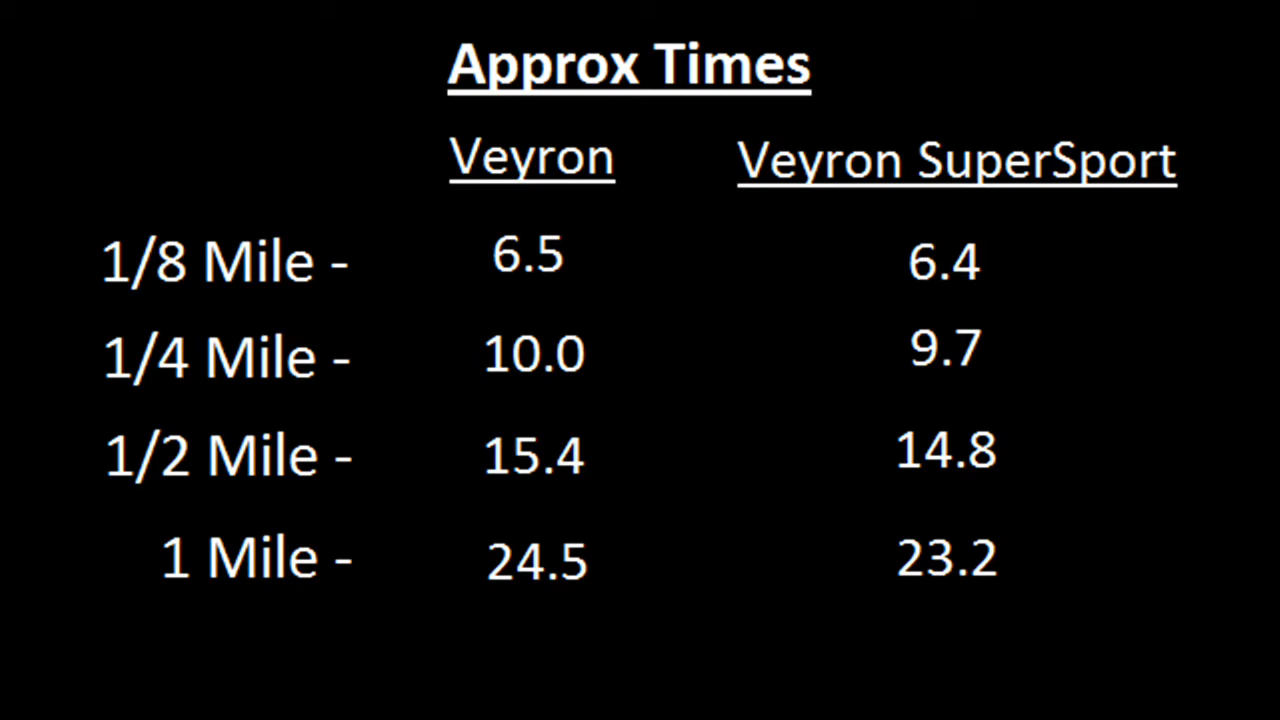 Approx Times
Veyron Veyron SuperSport
1/8 Mile - 6.5 6.4
1/4 Mile - 10.0 9.7
1/2 Mile - 15.4 14.8
1 Mile - 24.5 23.2